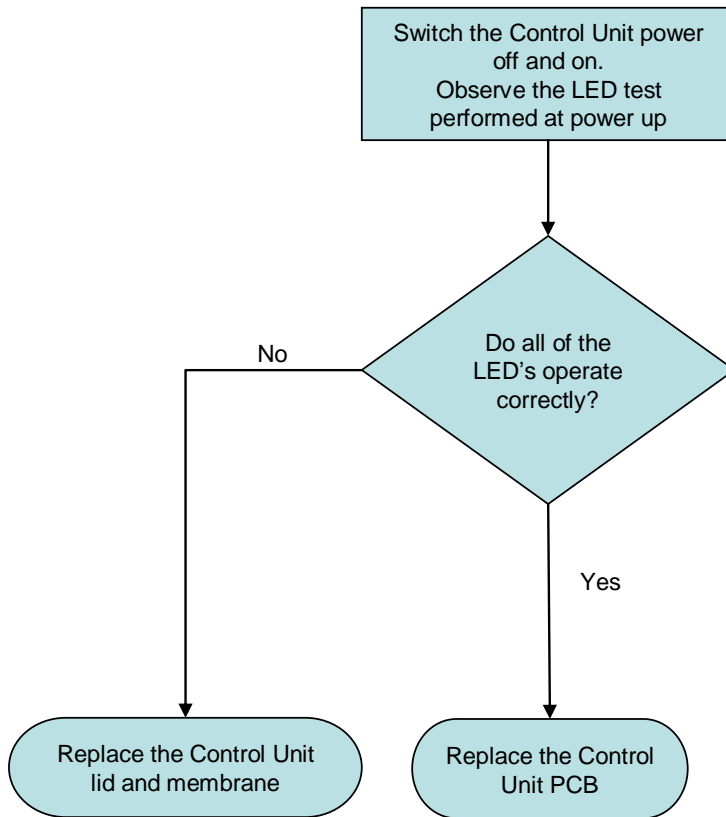 Switch the Control Unit power
off and on.
Observe the LED test
performed at power up
Do all of the
LED’s operate
correctly?
No
Yes
Replace the Control Unit
lid and membrane
Replace the Control
Unit PCB